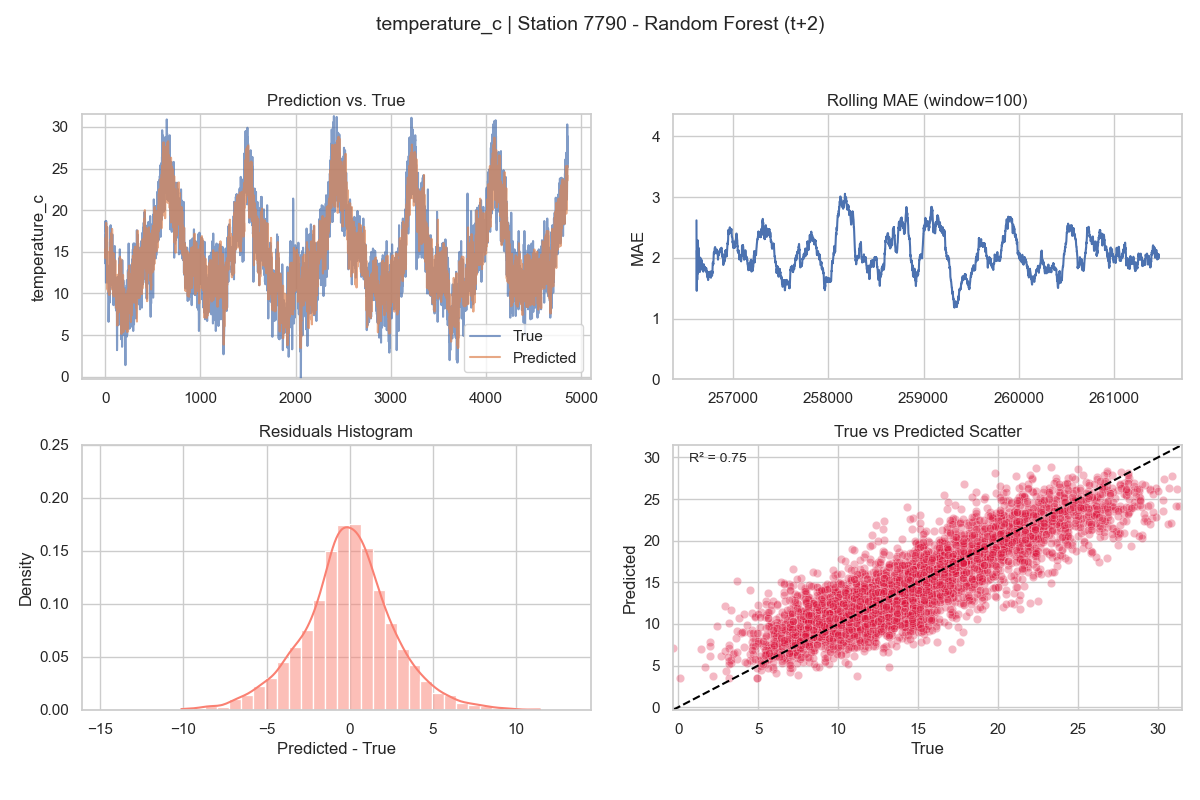 temperature_c | Station 7790 - Random Forest (t+2)
Prediction vs. True
temperature_c
30
25
20
15
10
5
0
0 1000 2000 3000 4000 5000
True
Predicted
Rolling MAE (window=100)
MAE
4
3
2
1
0
257000 258000 259000 260000 261000
Residuals Histogram
Density
0.25
0.20
0.15
0.10
0.05
0.00
−15 −10 −5 0 5 10
Predicted - True
True vs Predicted Scatter
R² = 0.75
Predicted
30
25
20
15
10
5
0
0 5 10 15 20 25 30
True